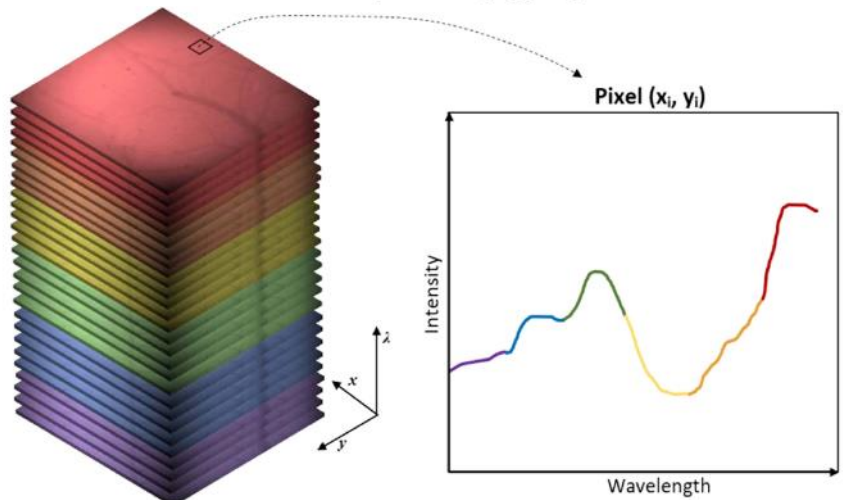 Pixel (xᵢ, yᵢ)
Intensity
λ
x
y
Wavelength